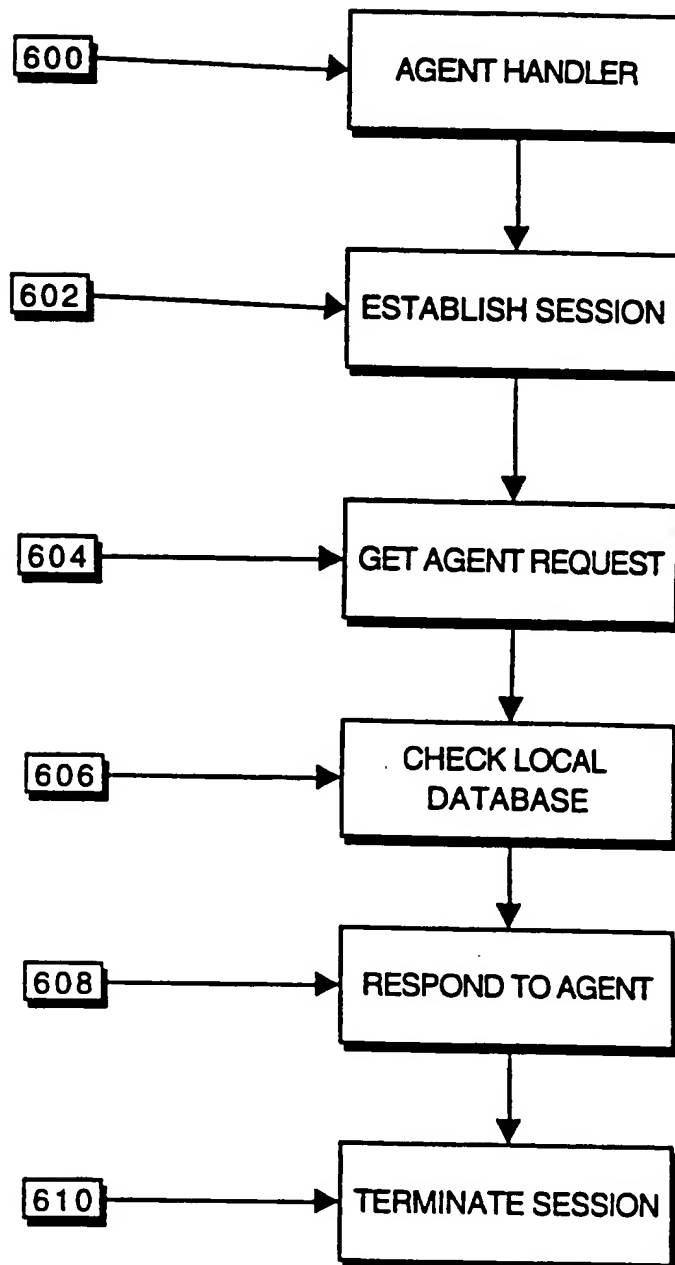 600
AGENT HANDLER
602
ESTABLISH SESSION
604
GET AGENT REQUEST
606
CHECK LOCAL
DATABASE
608
RESPOND TO AGENT
610
TERMINATE SESSION